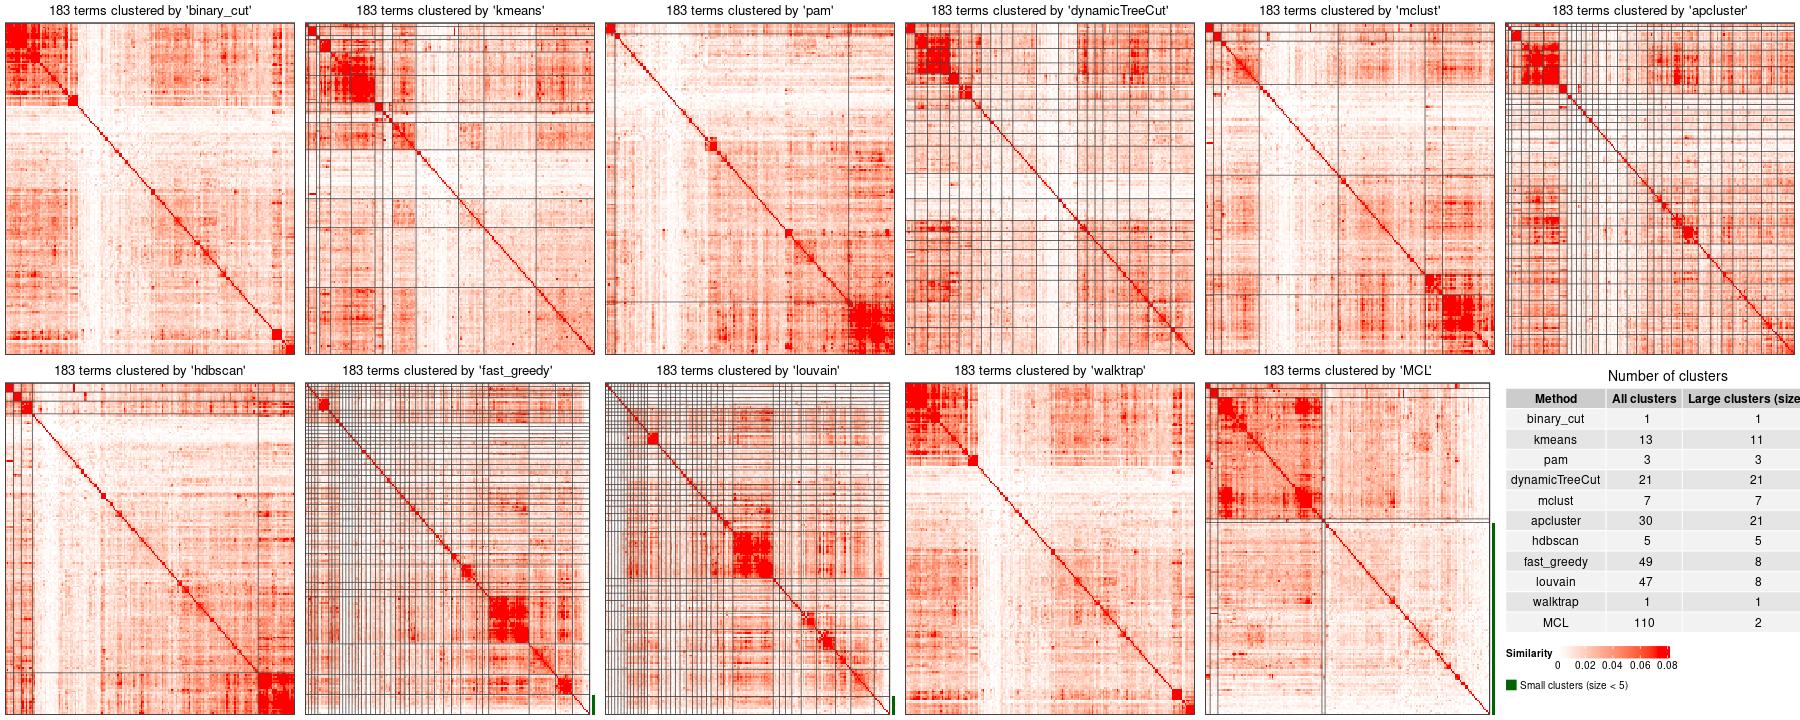 183 terms clustered by 'binary_cut'
183 terms clustered by 'kmeans'
183 terms clustered by 'pam'
183 terms clustered by 'dynamicTreeCut'
183 terms clustered by 'mclust'
183 terms clustered by 'apcluster'
183 terms clustered by 'hdbscan'
183 terms clustered by 'fast_greedy'
183 terms clustered by 'louvain'
183 terms clustered by 'walktrap'
183 terms clustered by 'MCL'
Number of clusters
Method All clusters Large clusters (size
binary_cut 1 1
kmeans 13 11
pam 3 3
dynamicTreeCut 21 21
mclust 7 7
apcluster 30 21
hdbscan 5 5
fast_greedy 49 8
louvain 47 8
walktrap 1 1
MCL 110 2
Similarity
0 0.02 0.04 0.06 0.08
Small clusters (size < 5)